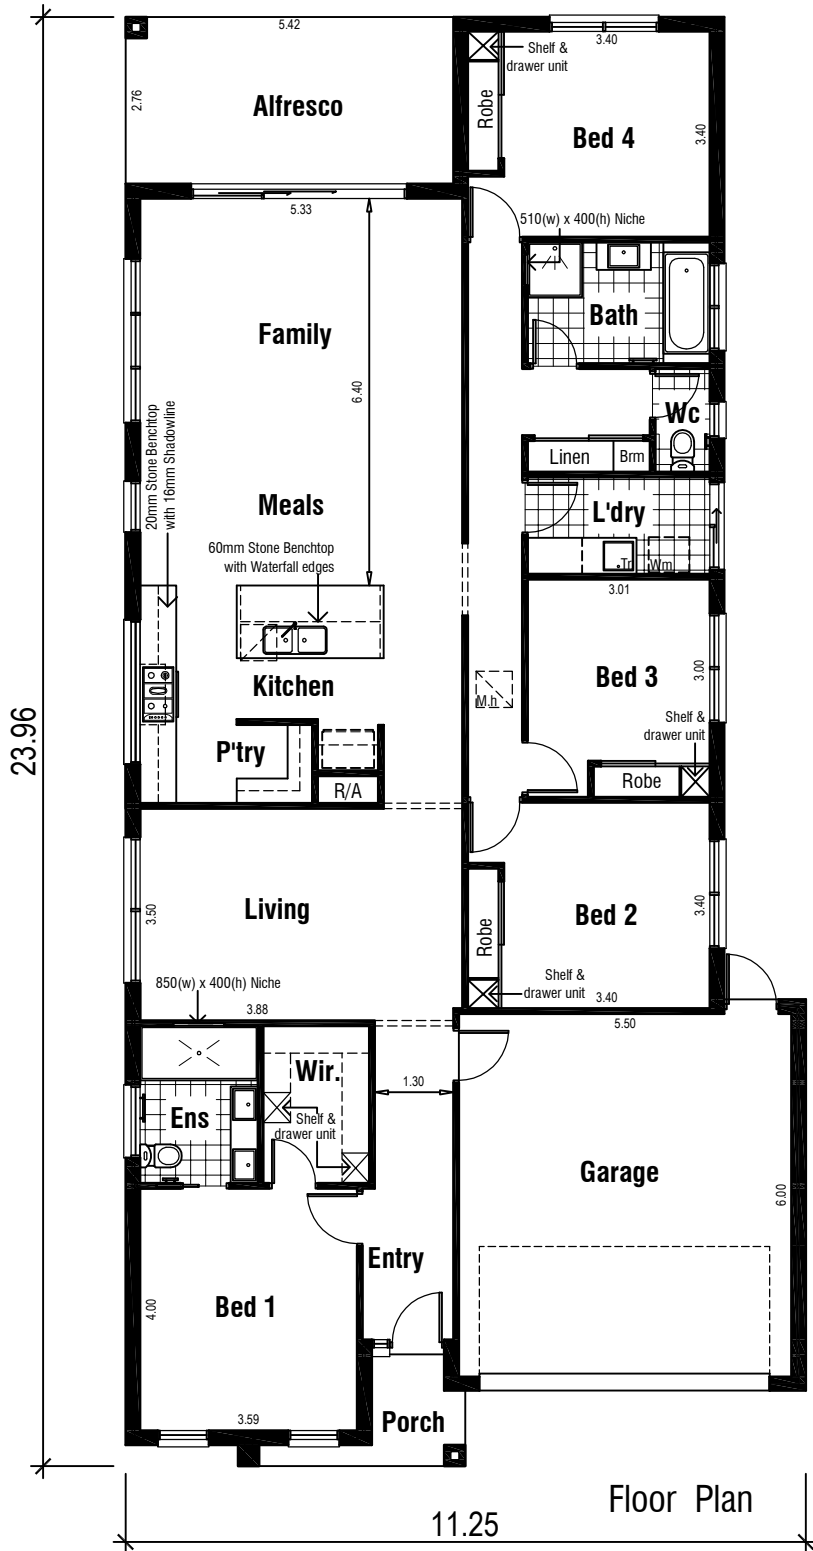 5.42
3.40
Shelf &
drawer unit
2.76
Alfresco
Robe
Bed 4
3.40
5.33
510(w) x 400(h) Niche
Family
Bath
6.40
20mm Stone Benchtop
with 16mm Shadowline
Wc
Linen
Brm
Meals
L'dry
60mm Stone Benchtop
with Waterfall edges
Tr
Wm
3.01
Kitchen
M.h
Bed 3
3.00
Shelf &
drawer unit
23.96
P'try
R/A
Robe
Living
3.50
Robe
Bed 2
3.40
850(w) x 400(h) Niche
Shelf &
drawer unit
3.40
3.88
5.50
Wir.
1.30
Ens
Shelf &
drawer unit
Garage
6.00
Entry
4.00
Bed 1
3.59
Porch
Floor Plan
11.25